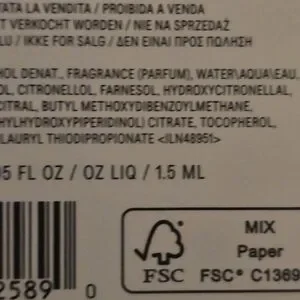 TATA LA VENDITA / PROIBIDA A VENDA
T VERKOCHT WORDEN / NIE NA SPRZEDAŻ
LU / IKKE FOR SALG / ΔΕΝ ΕΙΝΑΙ ΠΡΟΣ ΠΩΛΗΣΗ
HOL DENAT., FRAGRANCE (PARFUM), WATER\AQUA\EAU,
OL, CITRONELLOL, FARNESOL, HYDROXYCITRONELLAL,
CITRAL, BUTYL METHOXYDIBENZOYLMETHANE,
THYLHYDROXYPIPERIDINOL) CITRATE, TOCOPHEROL,
LAURYL THIODIPROPIONATE <ILN48951>
05 FL OZ / OZ LIQ / 1.5 ML
2589 0
FSC
MIX
Paper
FSC® C1369